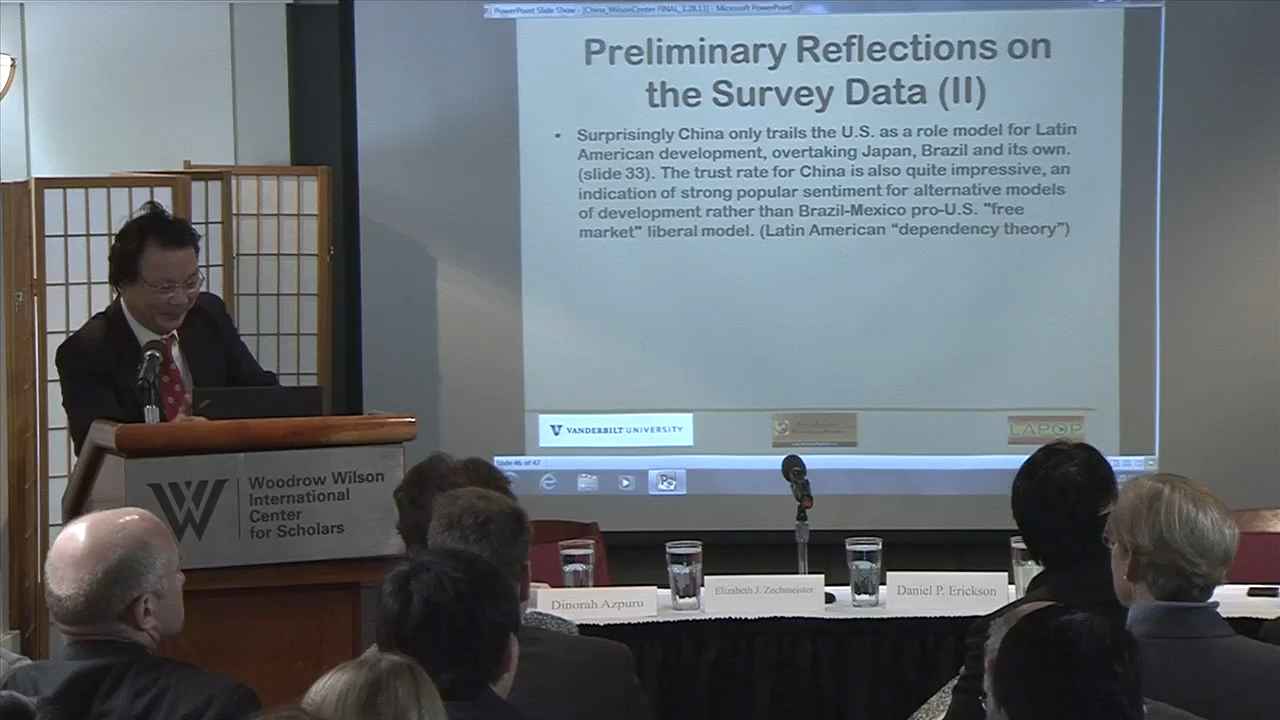 PowerPoint Slide Show - [China_WilsonCenter FINAL_3.28.13] - Microsoft PowerPoint
Preliminary Reflections on
the Survey Data (II)
• Surprisingly China only trails the U.S. as a role model for Latin
American development, overtaking Japan, Brazil and its own.
(slide 33). The trust rate for China is also quite impressive, an
indication of strong popular sentiment for alternative models
of development rather than Brazil-Mexico pro-U.S. "free
market" liberal model. (Latin American “dependency theory”)
VANDERBILT UNIVERSITY
LAPOP
Slide 46 of 47
W
Woodrow Wilson
International
Center
for Scholars
Dinorah Azpuru
Elizabeth J. Zechmeister
Daniel P. Erickson